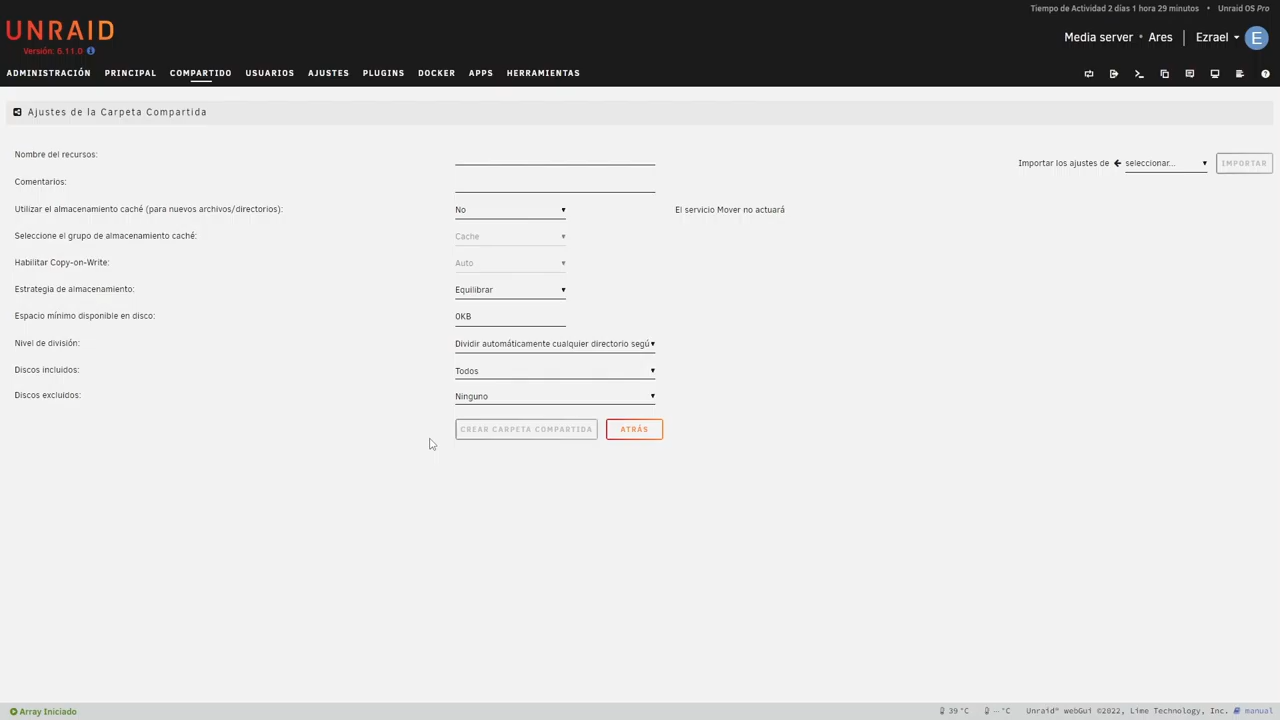 Tiempo de Actividad 2 días 1 hora 29 minutos • Unraid OS Pro
UNRAID
Versión: 6.11.0
Media server • Ares | Ezrael E
ADMINISTRACIÓN PRINCIPAL COMPARTIDO USUARIOS AJUSTES PLUGINS DOCKER APPS HERRAMIENTAS
Ajustes de la Carpeta Compartida
Nombre del recursos:
Importar los ajustes de seleccionar... IMPORTAR
Comentarios:
Utilizar el almacenamiento caché (para nuevos archivos/directorios): No El servicio Mover no actuará
Seleccione el grupo de almacenamiento caché: Cache
Habilitar Copy-on-Write: Auto
Estrategia de almacenamiento: Equilibrar
Espacio mínimo disponible en disco: 0KB
Nivel de división: Dividir automáticamente cualquier directorio segú
Discos incluidos: Todos
Discos excluidos: Ninguno
CREAR CARPETA COMPARTIDA ATRÁS
Array Iniciado 39 °C -- °C Unraid® webGui ©2022, Lime Technology, Inc. manual